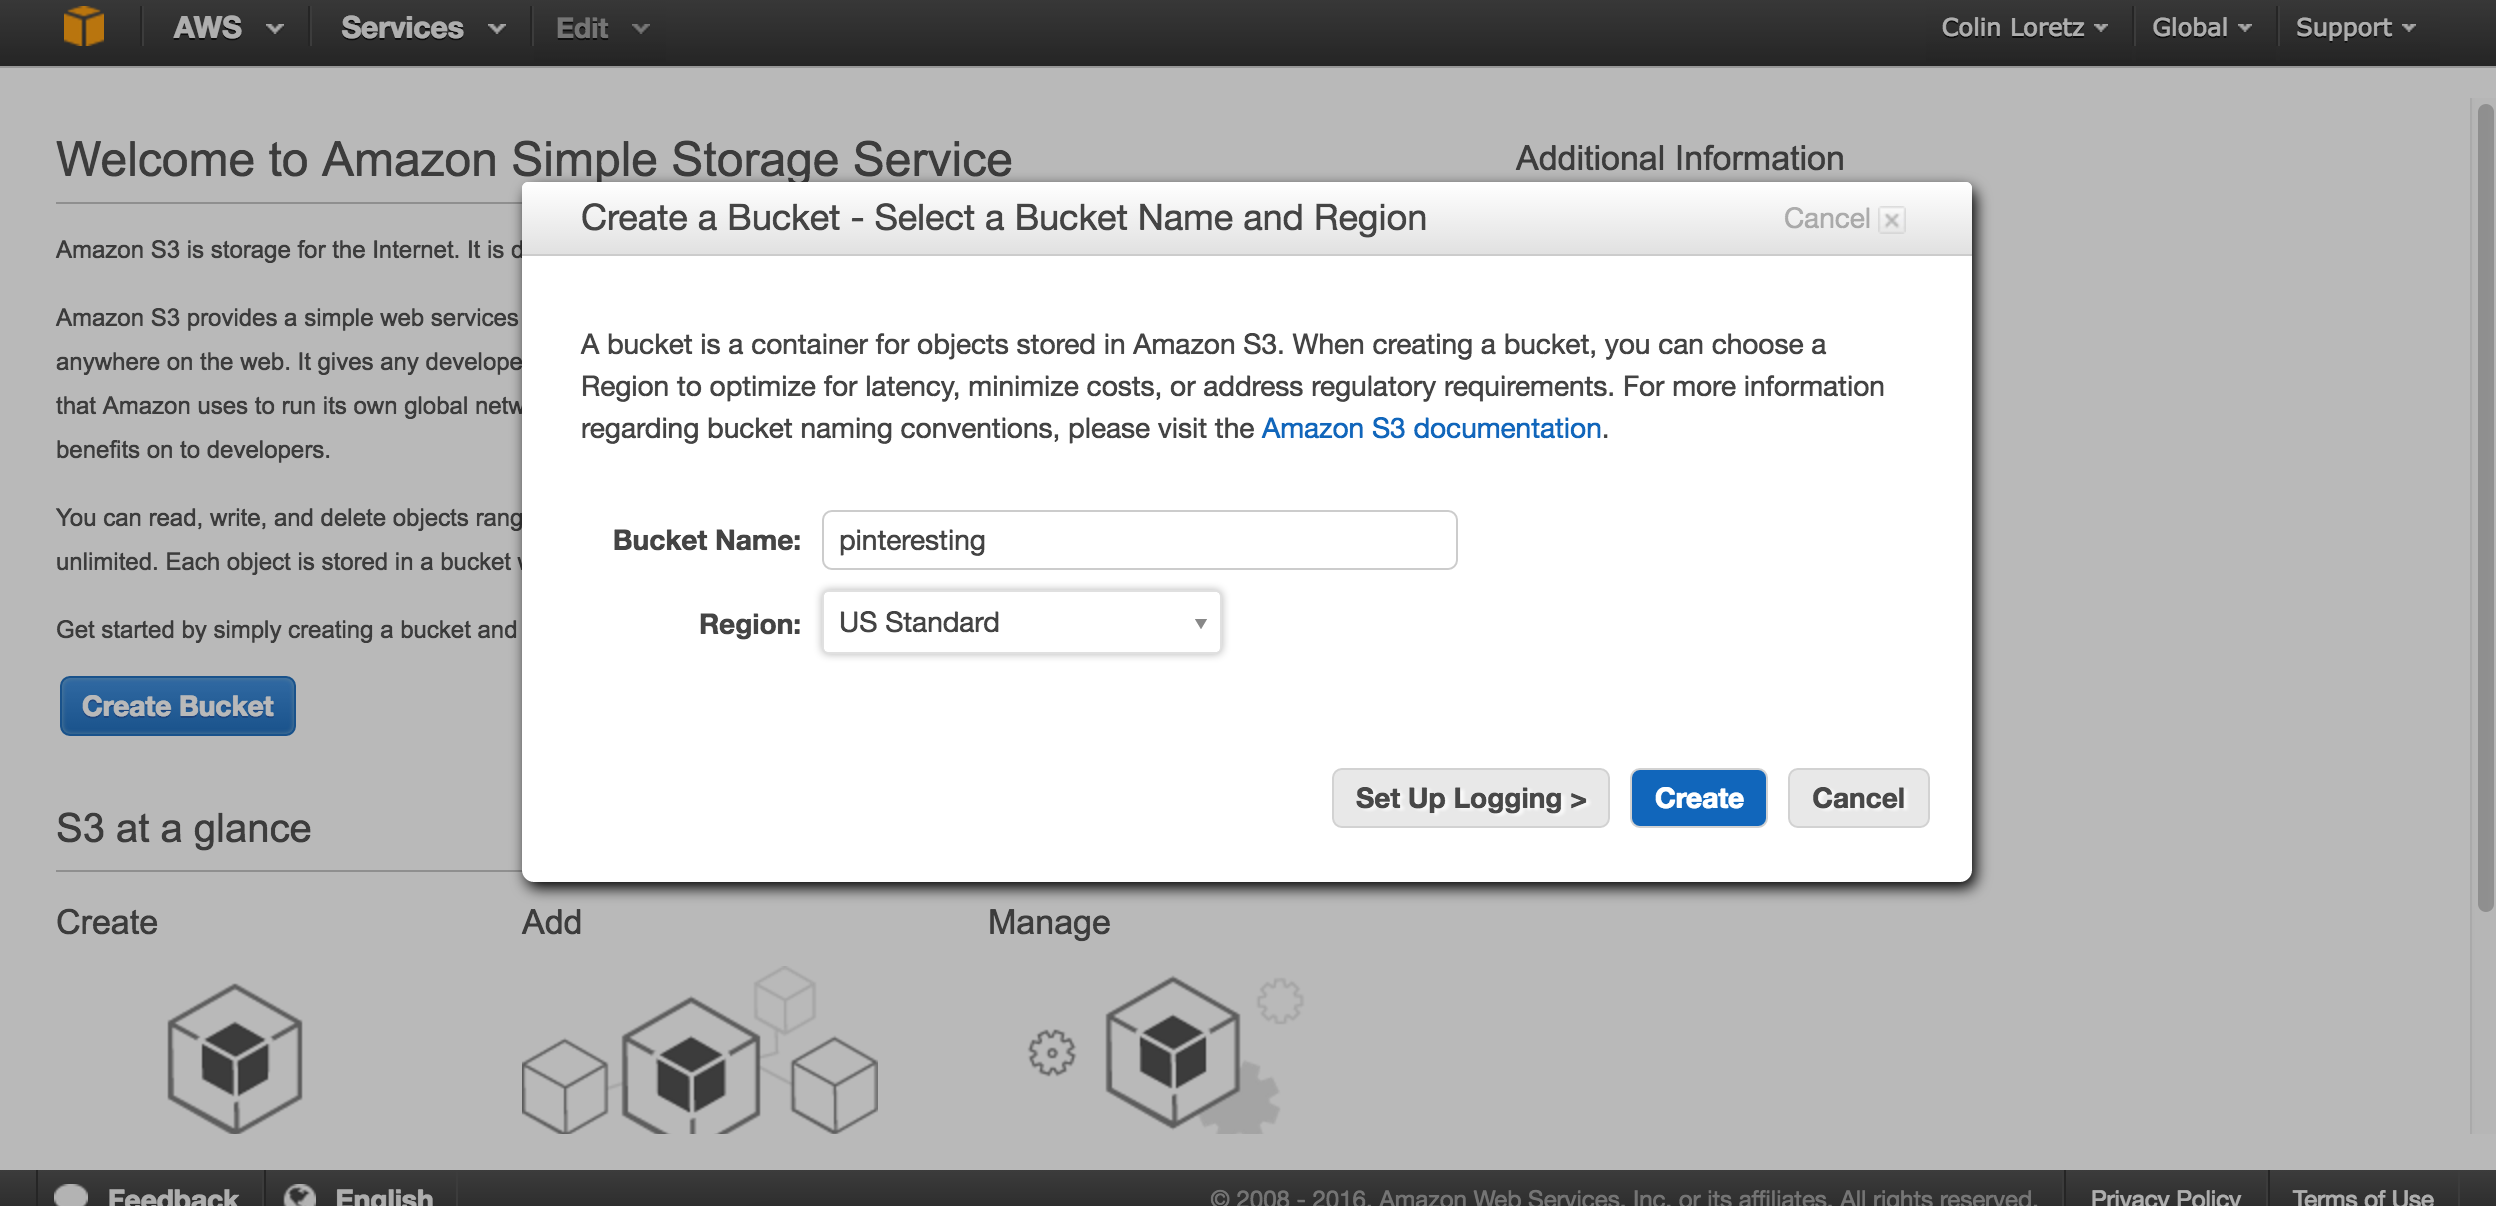 AWS Services Edit Colin Loretz Global Support
Welcome to Amazon Simple Storage Service
Additional Information
Amazon S3 is storage for the Internet. It is
Amazon S3 provides a simple web services
anywhere on the web. It gives any
that Amazon uses to run its own global
benefits on to developers.
You can read, write, and delete objects
unlimited. Each object is stored in a bucket
Get started by simply creating a bucket and
Create Bucket
S3 at a glance
Create
Add
Manage
Create a Bucket - Select a Bucket Name and Region
Cancel
A bucket is a container for objects stored in Amazon S3. When creating a bucket, you can choose a
Region to optimize for latency, minimize costs, or address regulatory requirements. For more information
regarding bucket naming conventions, please visit the Amazon S3 documentation.
Bucket Name: pinteresting
Region: US Standard
Set Up Logging > Create Cancel
Feedback English © 2008 - 2016, Amazon Web Services, Inc. or its affiliates. All rights reserved. Privacy Policy Terms of Use